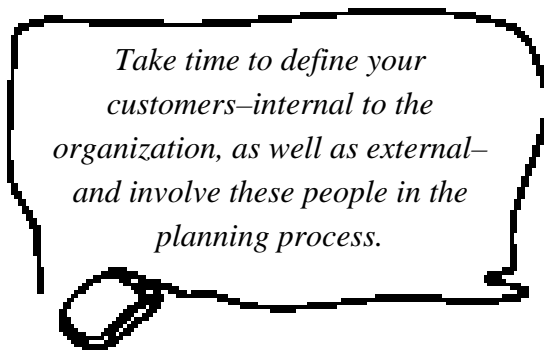 Take time to define your
customers–internal to the
organization, as well as external–
and involve these people in the
planning process.